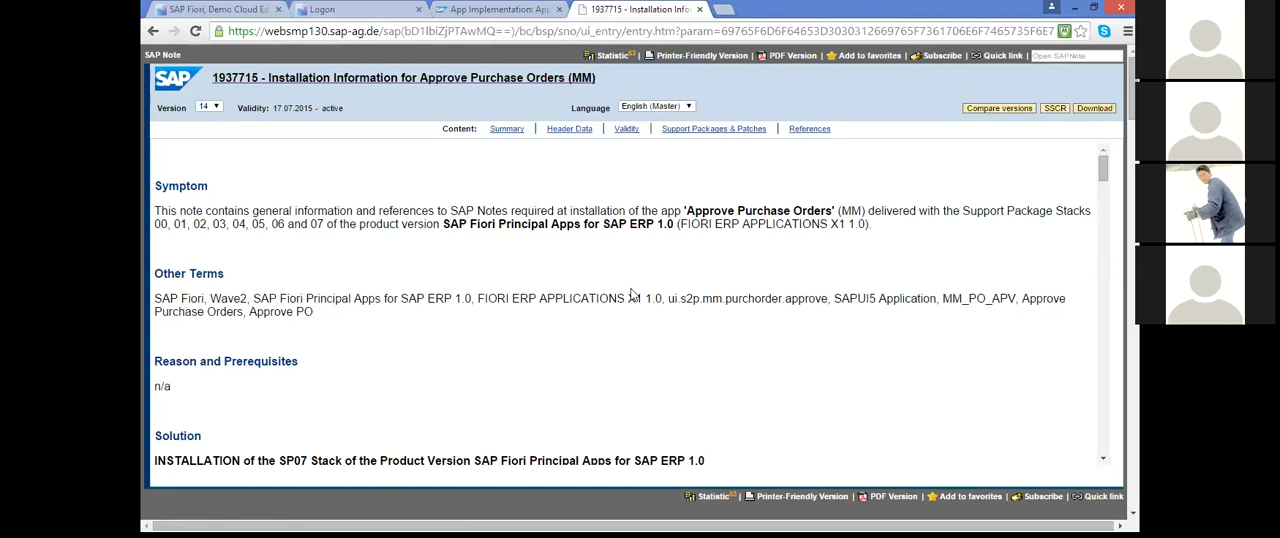 SAP Fiori, Demo Cloud Ed
Logon
App Implementation: App
1937715 - Installation Info
https://websmp130.sap-ag.de/sap(bD1lbiZjPTAwMQ==)/bc/bsp/sno/ui_entry/entry.htm?param=69765F6D6F64653D3030312669765F7361706E6F7465735F6E7
SAP Note
Statistic
Printer-Friendly Version
PDF Version
Add to favorites
Subscribe
Quick link
Open SAPNote
SAP
1937715 - Installation Information for Approve Purchase Orders (MM)
Version 14 Validity: 17.07.2015 - active Language English (Master) Compare versions SSCR Download
Content: Summary | Header Data | Validity | Support Packages & Patches | References
Symptom
This note contains general information and references to SAP Notes required at installation of the app 'Approve Purchase Orders' (MM) delivered with the Support Package Stacks
00, 01, 02, 03, 04, 05, 06 and 07 of the product version SAP Fiori Principal Apps for SAP ERP 1.0 (FIORI ERP APPLICATIONS X1 1.0).
Other Terms
SAP Fiori, Wave2, SAP Fiori Principal Apps for SAP ERP 1.0, FIORI ERP APPLICATIONS X1 1.0, ui.s2p.mm.purchorder.approve, SAPUI5 Application, MM_PO_APV, Approve
Purchase Orders, Approve PO
Reason and Prerequisites
n/a
Solution
INSTALLATION of the SP07 Stack of the Product Version SAP Fiori Principal Apps for SAP ERP 1.0
Statistic | Printer-Friendly Version | PDF Version | Add to favorites | Subscribe | Quick link